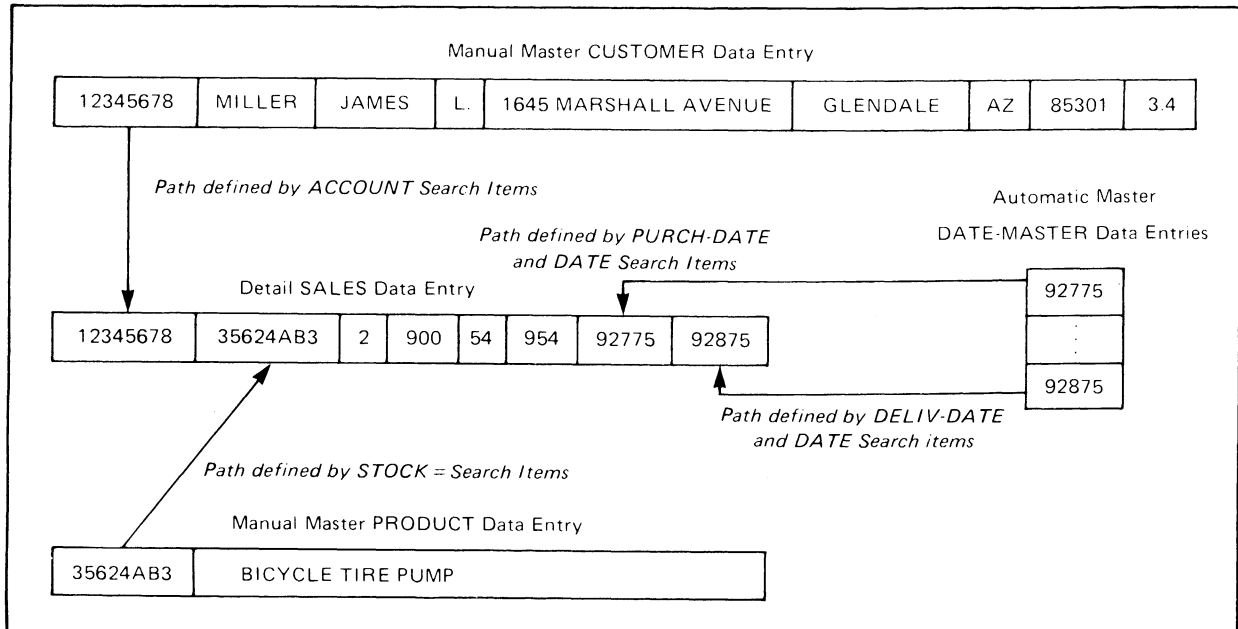 Manual Master CUSTOMER Data Entry
12345678 MILLER JAMES L. 1645 MARSHALL AVENUE GLENDALE AZ 85301 3.4
Path defined by ACCOUNT Search Items
Automatic Master
DATE-MASTER Data Entries
Path defined by PURCH-DATE
and DATE Search Items
92775
Detail SALES Data Entry
12345678 35624AB3 2 900 54 954 92775 92875
92875
Path defined by DELIV-DATE
and DATE Search items
Path defined by STOCK = Search Items
Manual Master PRODUCT Data Entry
35624AB3 BICYCLE TIRE PUMP